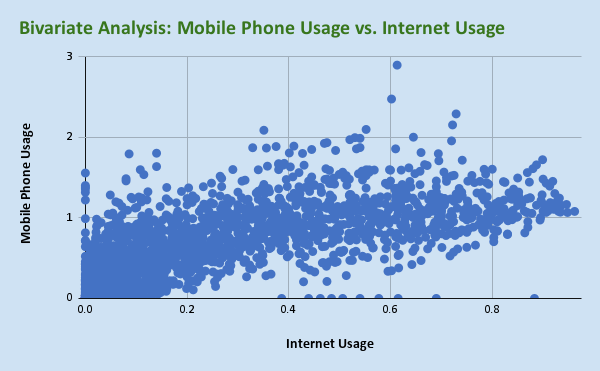 Bivariate Analysis: Mobile Phone Usage vs. Internet Usage
3
2
1
0
Mobile Phone Usage
0.0 0.2 0.4 0.6 0.8
Internet Usage